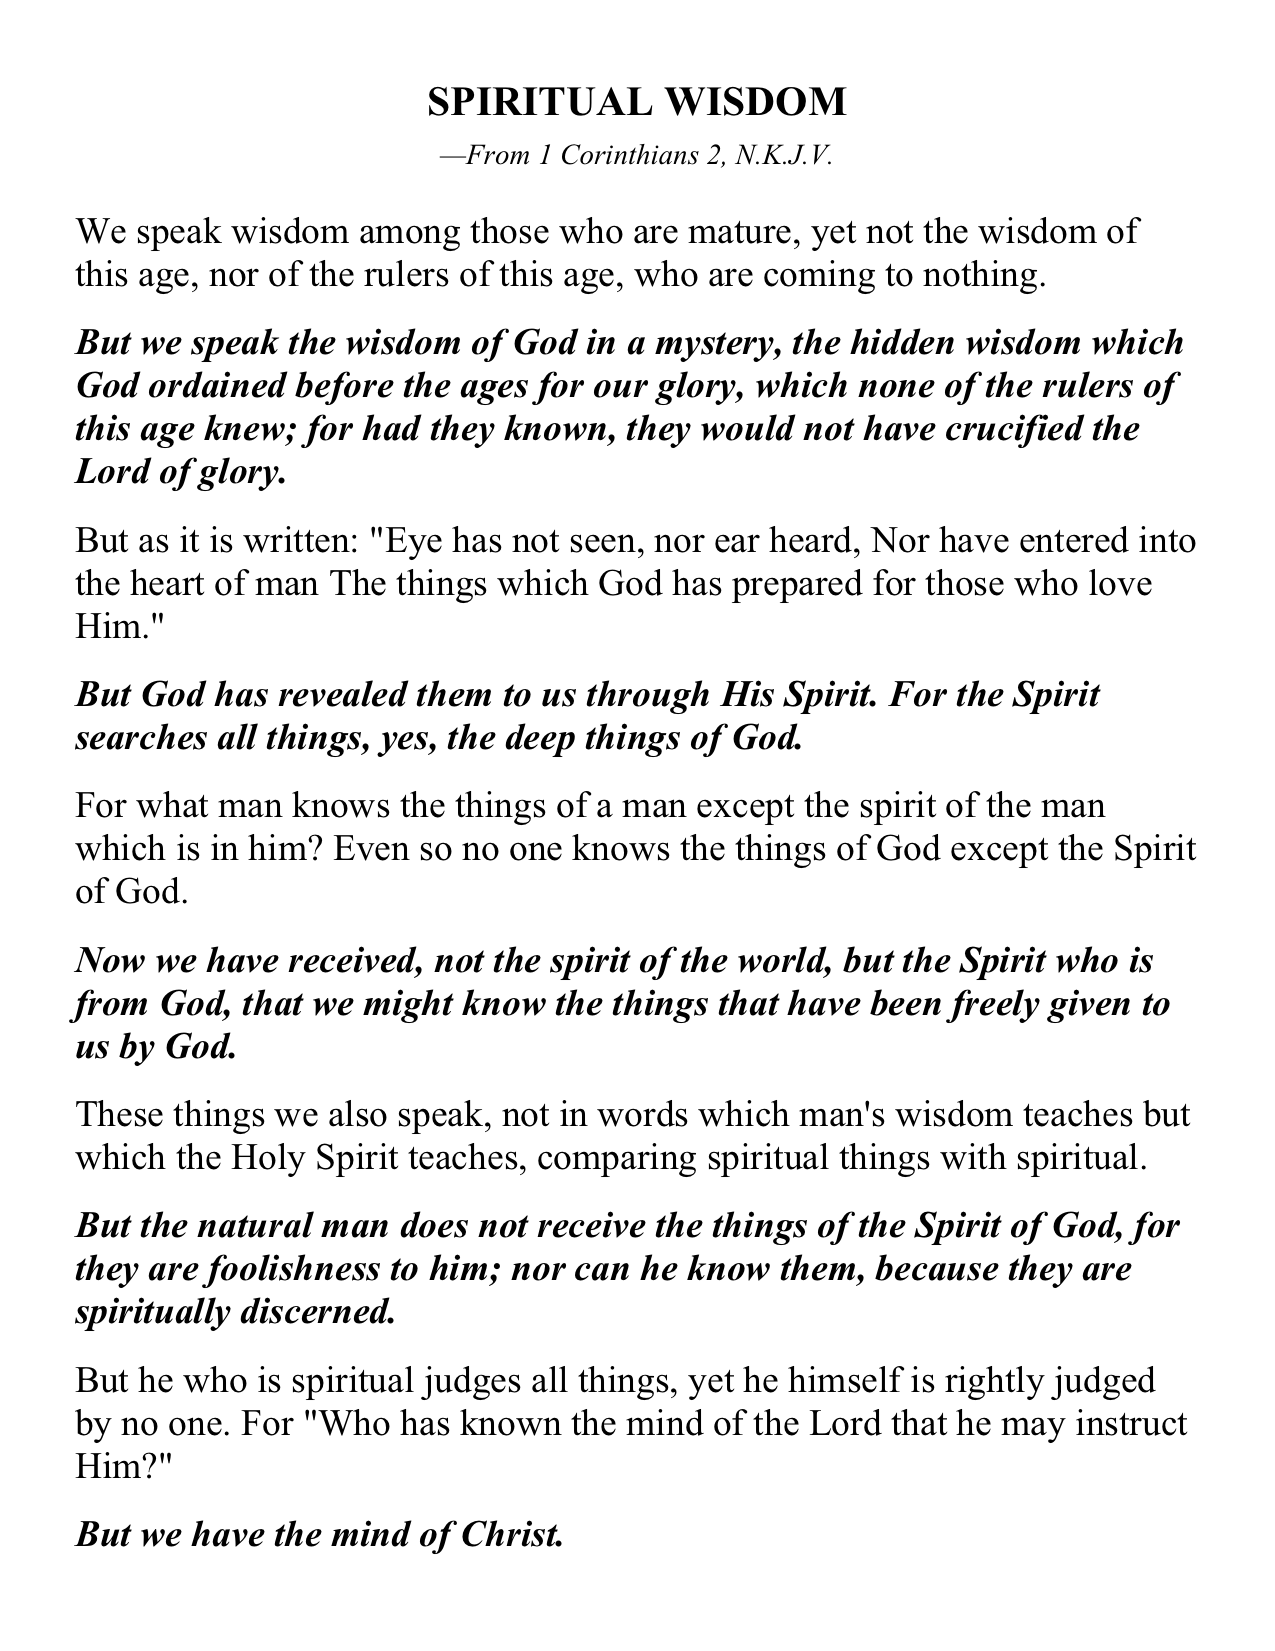 SPIRITUAL WISDOM
—From 1 Corinthians 2, N.K.J.V.
We speak wisdom among those who are mature, yet not the wisdom of
this age, nor of the rulers of this age, who are coming to nothing.
But we speak the wisdom of God in a mystery, the hidden wisdom which
God ordained before the ages for our glory, which none of the rulers of
this age knew; for had they known, they would not have crucified the
Lord of glory.
But as it is written: "Eye has not seen, nor ear heard, Nor have entered into
the heart of man The things which God has prepared for those who love
Him."
But God has revealed them to us through His Spirit. For the Spirit
searches all things, yes, the deep things of God.
For what man knows the things of a man except the spirit of the man
which is in him? Even so no one knows the things of God except the Spirit
of God.
Now we have received, not the spirit of the world, but the Spirit who is
from God, that we might know the things that have been freely given to
us by God.
These things we also speak, not in words which man's wisdom teaches but
which the Holy Spirit teaches, comparing spiritual things with spiritual.
But the natural man does not receive the things of the Spirit of God, for
they are foolishness to him; nor can he know them, because they are
spiritually discerned.
But he who is spiritual judges all things, yet he himself is rightly judged
by no one. For "Who has known the mind of the Lord that he may instruct
Him?"
But we have the mind of Christ.